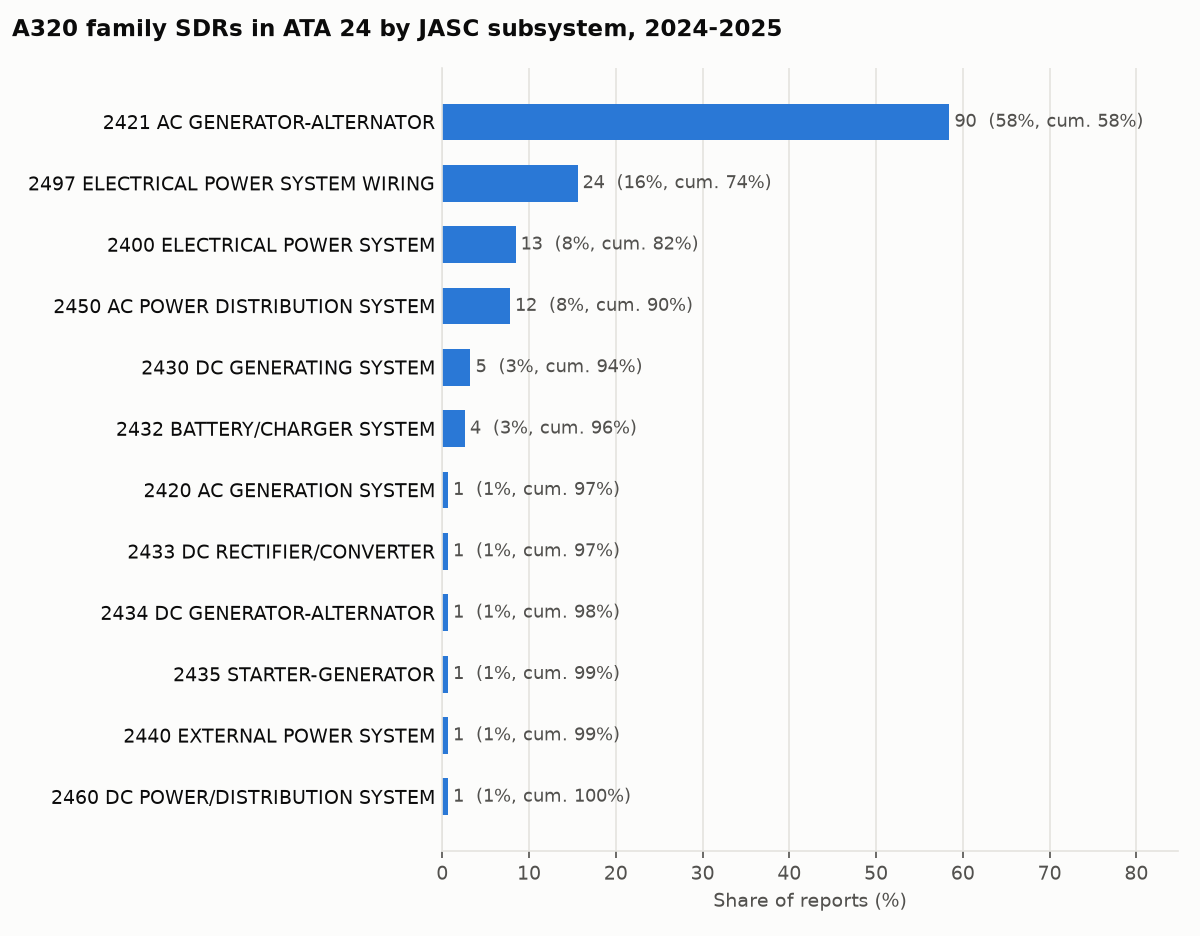 A320 family SDRs in ATA 24 by JASC subsystem, 2024-2025
2421 AC GENERATOR-ALTERNATOR 90 (58%, cum. 58%)
2497 ELECTRICAL POWER SYSTEM WIRING 24 (16%, cum. 74%)
2400 ELECTRICAL POWER SYSTEM 13 (8%, cum. 82%)
2450 AC POWER DISTRIBUTION SYSTEM 12 (8%, cum. 90%)
2430 DC GENERATING SYSTEM 5 (3%, cum. 94%)
2432 BATTERY/CHARGER SYSTEM 4 (3%, cum. 96%)
2420 AC GENERATION SYSTEM 1 (1%, cum. 97%)
2433 DC RECTIFIER/CONVERTER 1 (1%, cum. 97%)
2434 DC GENERATOR-ALTERNATOR 1 (1%, cum. 98%)
2435 STARTER-GENERATOR 1 (1%, cum. 99%)
2440 EXTERNAL POWER SYSTEM 1 (1%, cum. 99%)
2460 DC POWER/DISTRIBUTION SYSTEM 1 (1%, cum. 100%)
0 10 20 30 40 50 60 70 80
Share of reports (%)